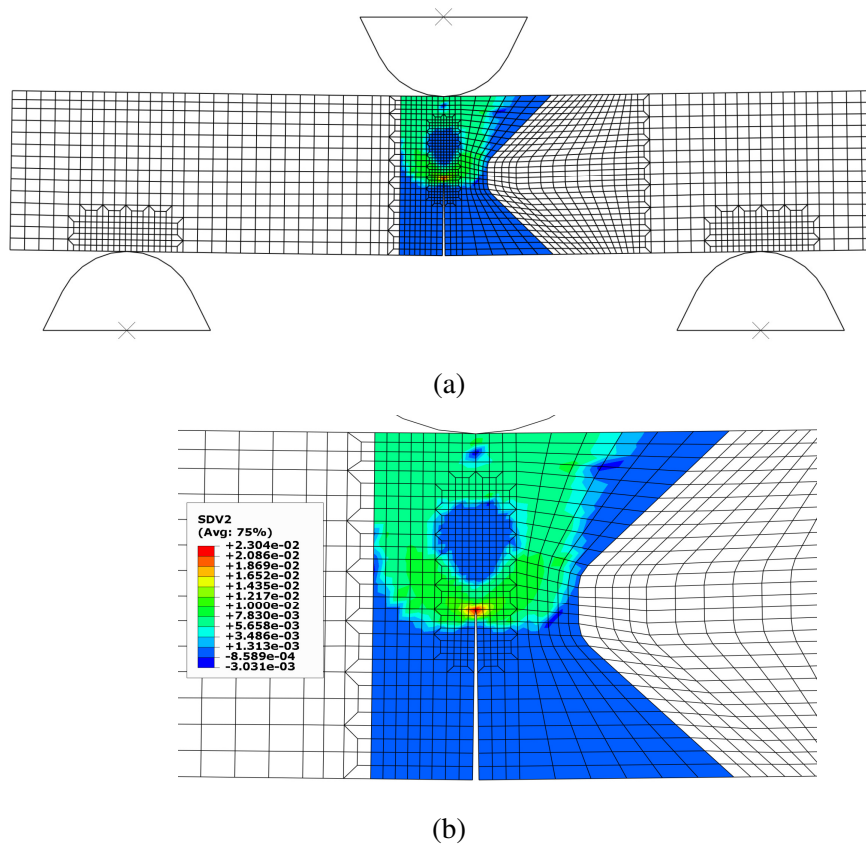 (a)
SDV2
(Avg: 75%)
+2.304e-02
+2.086e-02
+1.869e-02
+1.652e-02
+1.435e-02
+1.217e-02
+1.000e-02
+7.830e-03
+5.658e-03
+3.486e-03
+1.313e-03
-8.589e-04
-3.031e-03
(b)